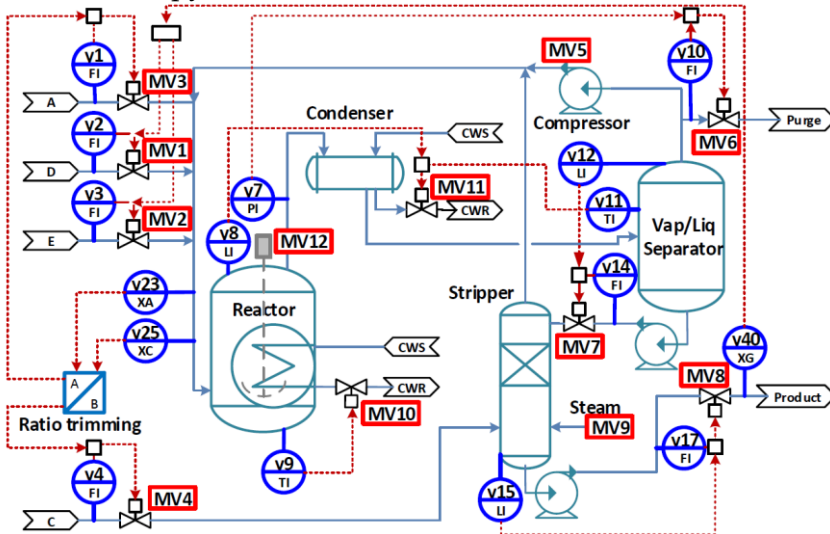 MV5
y10
FI
y1
FI
MV3
A
Condenser
Compressor
Purge
MV6
CWS
y2
FI
MV1
D
y12
LI
MV11
CWR
y7
PI
y3
FI
MV2
E
y11
TI
Vap/Liq
Separator
y8
LI
MV12
y14
FI
Stripper
y23
XA
Reactor
y25
XC
CWS
MV7
y40
XG
MV8
Product
A
B
Ratio trimming
CWR
MV10
Steam
MV9
y17
FI
y9
TI
y4
FI
MV4
C
y15
LI